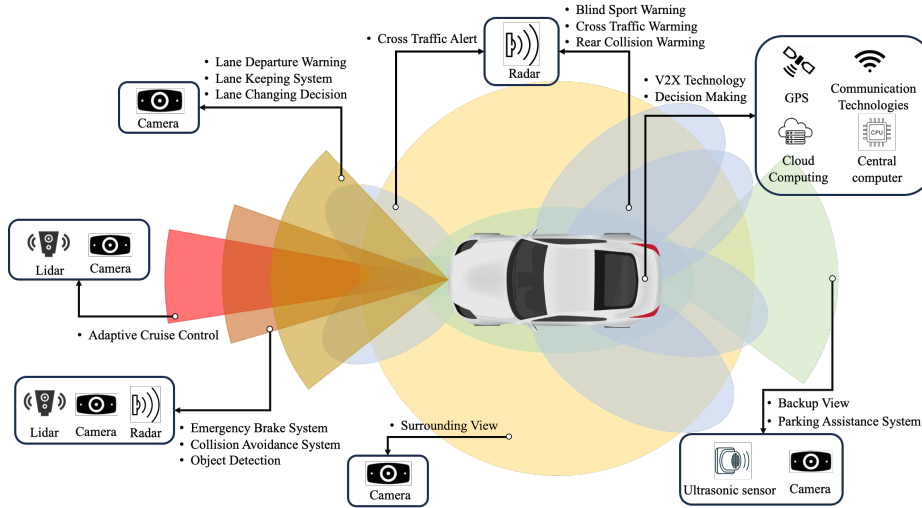 • Blind Sport Warning
• Cross Traffic Warming
• Rear Collision Warming
• Cross Traffic Alert
Radar
• Lane Departure Warning
• Lane Keeping System
• Lane Changing Decision
Camera
• V2X Technology
• Decision Making
GPS
Communication
Technologies
CPU
Cloud
Computing
Central
computer
Lidar
Camera
• Adaptive Cruise Control
Lidar
Camera
Radar
• Emergency Brake System
• Collision Avoidance System
• Object Detection
• Surrounding View
Camera
• Backup View
• Parking Assistance System
Ultrasonic sensor
Camera